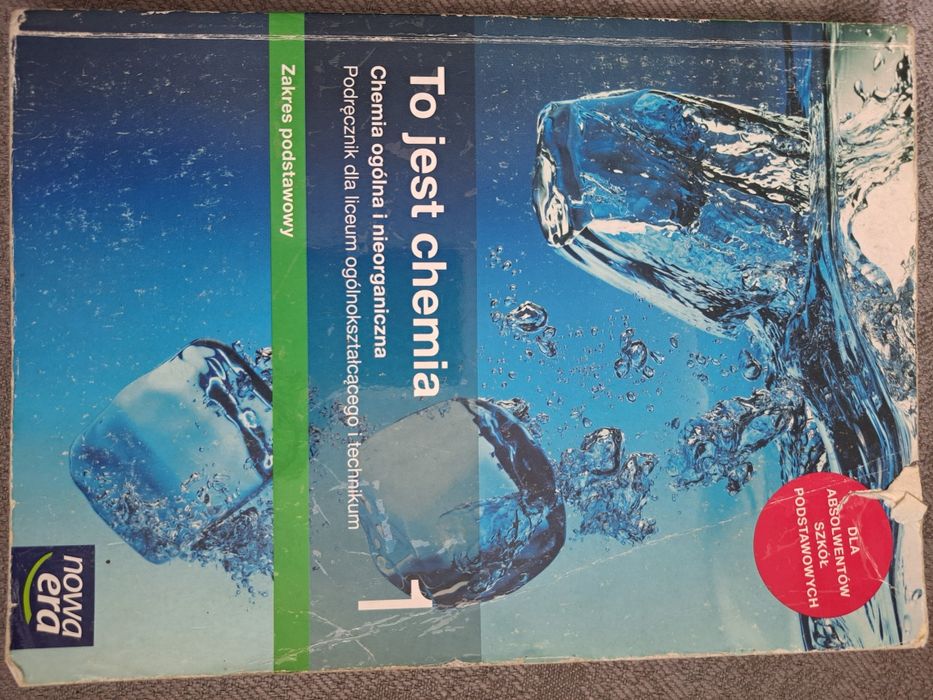 DLA
ABSOLWENTÓW
SZKÓŁ
PODSTAWOWYCH
To jest chemia 1
Chemia ogólna i nieorganiczna
Podręcznik dla liceum ogólnokształcącego i technikum
Zakres podstawowy
nowa
era